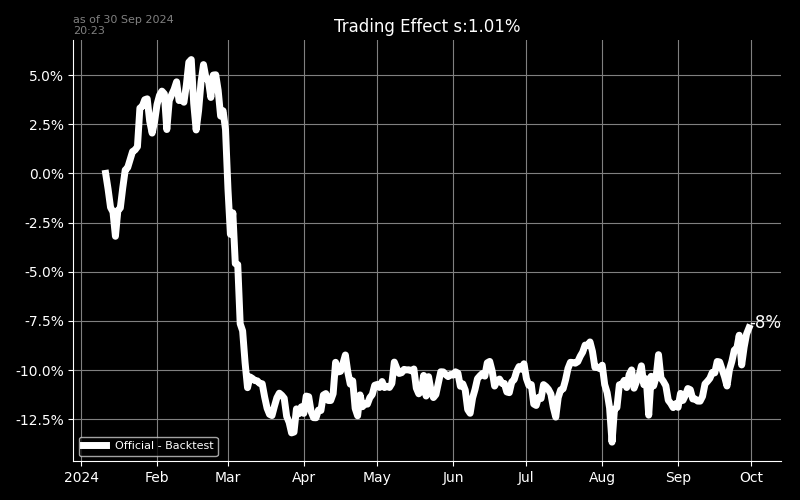 as of 30 Sep 2024
20:23
Trading Effect s:1.01%
5.0%
2.5%
0.0%
-2.5%
-5.0%
-7.5%
-10.0%
-12.5%
-8%
Official - Backtest
2024 Feb Mar Apr May Jun Jul Aug Sep Oct